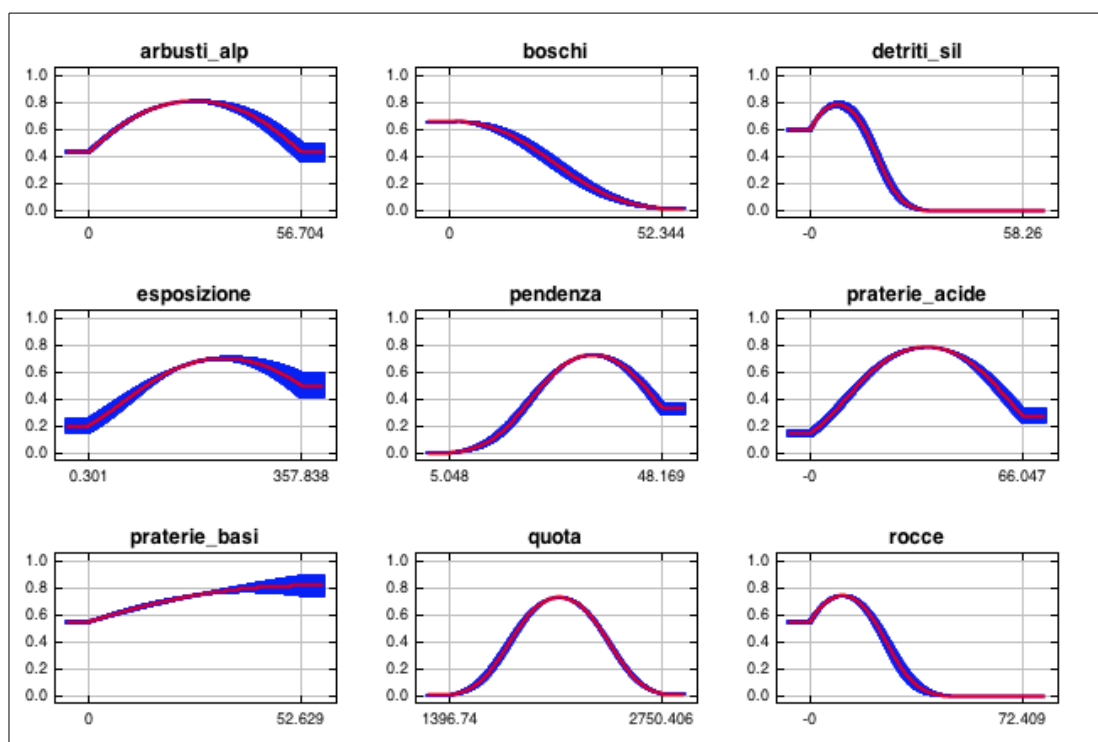 arbusti_alp boschi detriti_sil
1.0 1.0 1.0
0.8 0.8 0.8
0.6 0.6 0.6
0.4 0.4 0.4
0.2 0.2 0.2
0.0 0.0 0.0
0 56.704 0 52.344 -0 58.26
esposizione pendenza praterie_acide
1.0 1.0 1.0
0.8 0.8 0.8
0.6 0.6 0.6
0.4 0.4 0.4
0.2 0.2 0.2
0.0 0.0 0.0
0.301 357.838 5.048 48.169 -0 66.047
praterie_basi quota rocce
1.0 1.0 1.0
0.8 0.8 0.8
0.6 0.6 0.6
0.4 0.4 0.4
0.2 0.2 0.2
0.0 0.0 0.0
0 52.629 1396.74 2750.406 -0 72.409